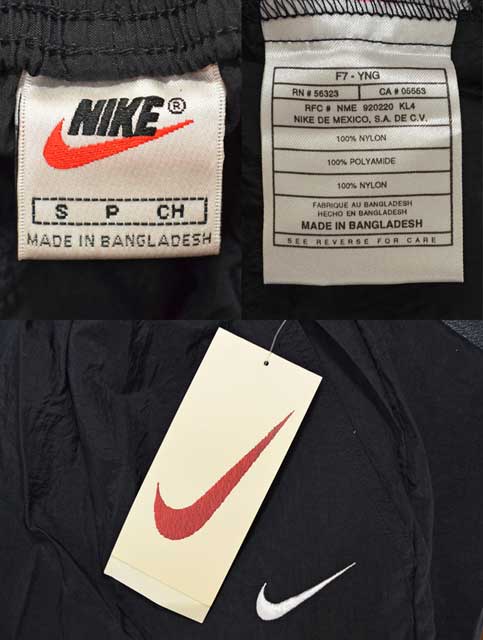 NIKE®
S P CH
MADE IN BANGLADESH
F7 - YNG
RN # 56323 CA # 05553
RFC # NME 920220 KL4
NIKE DE MEXICO, S.A. DE C.V.
100% NYLON
100% POLYAMIDE
100% NYLON
FABRIQUE AU BANGLADESH
HECHO EN BANGLADESH
MADE IN BANGLADESH
SEE REVERSE FOR CARE